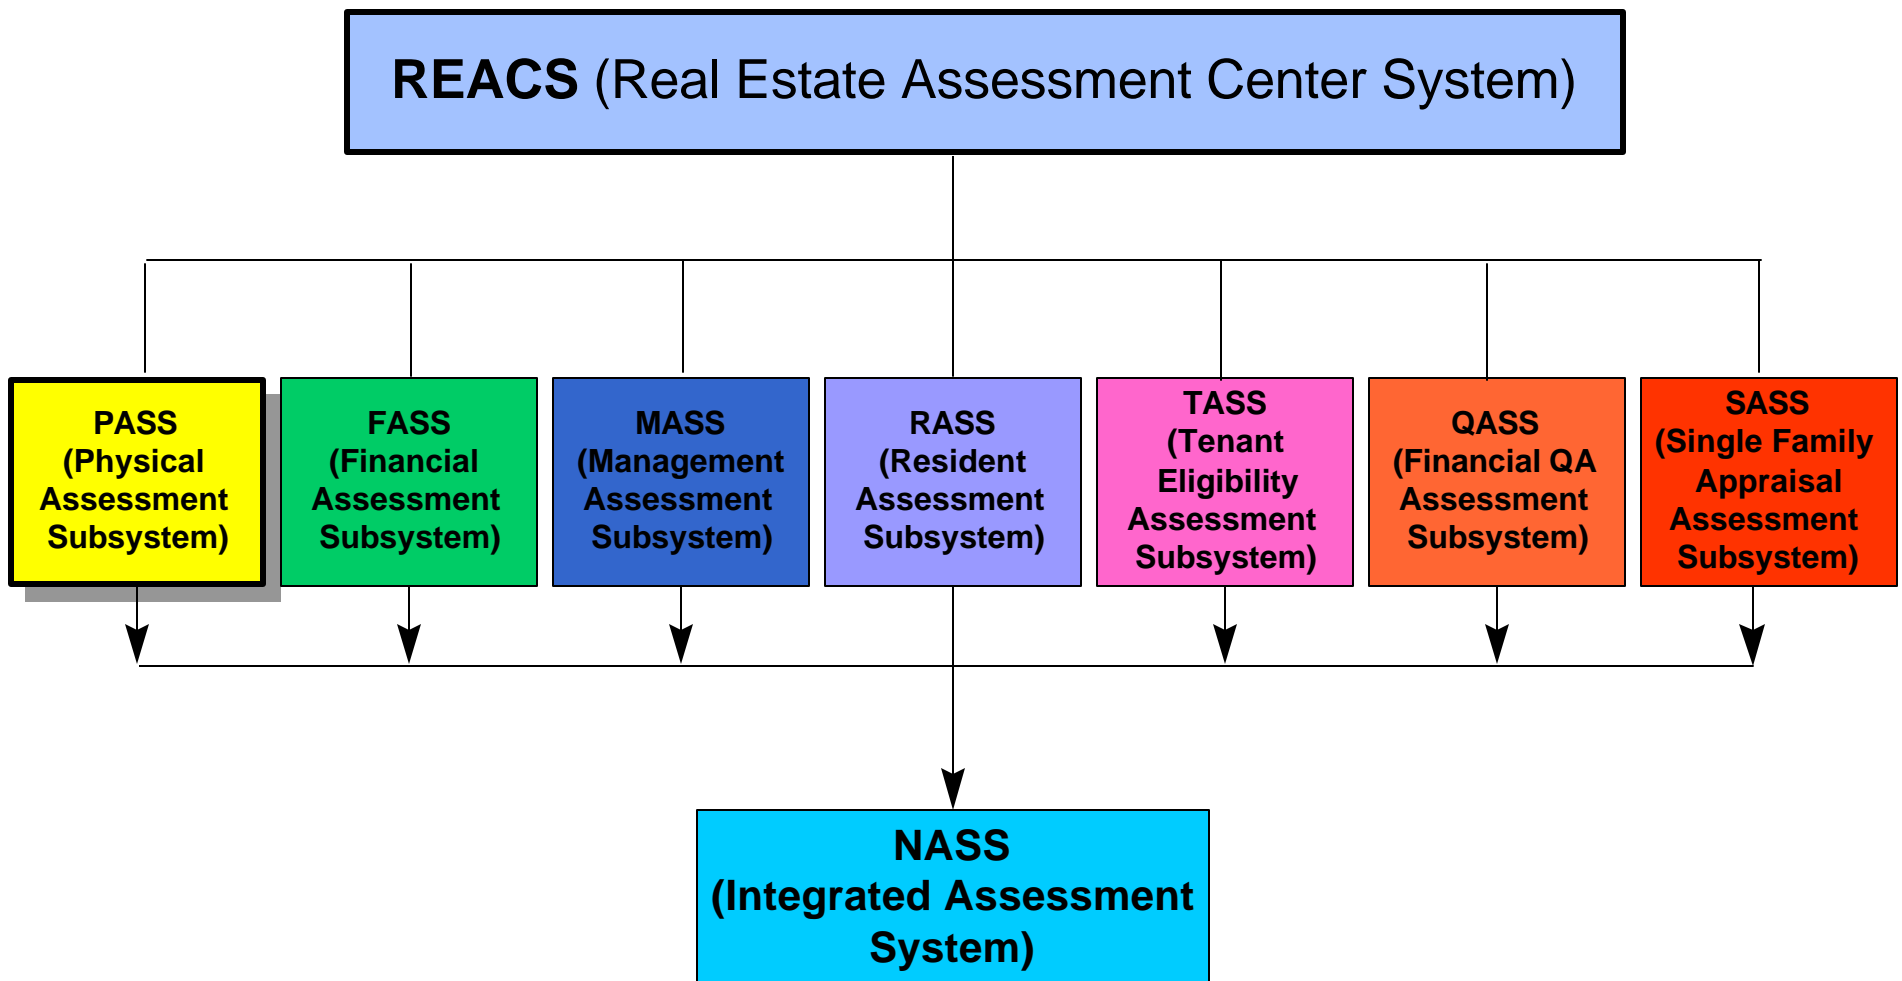 REACS (Real Estate Assessment Center System)
PASS
(Physical
Assessment
Subsystem)
FASS
(Financial
Assessment
Subsystem)
MASS
(Management
Assessment
Subsystem)
RASS
(Resident
Assessment
Subsystem)
TASS
(Tenant
Eligibility
Assessment
Subsystem)
QASS
(Financial QA
Assessment
Subsystem)
SASS
(Single Family
Appraisal
Assessment
Subsystem)
NASS
(Integrated Assessment
System)